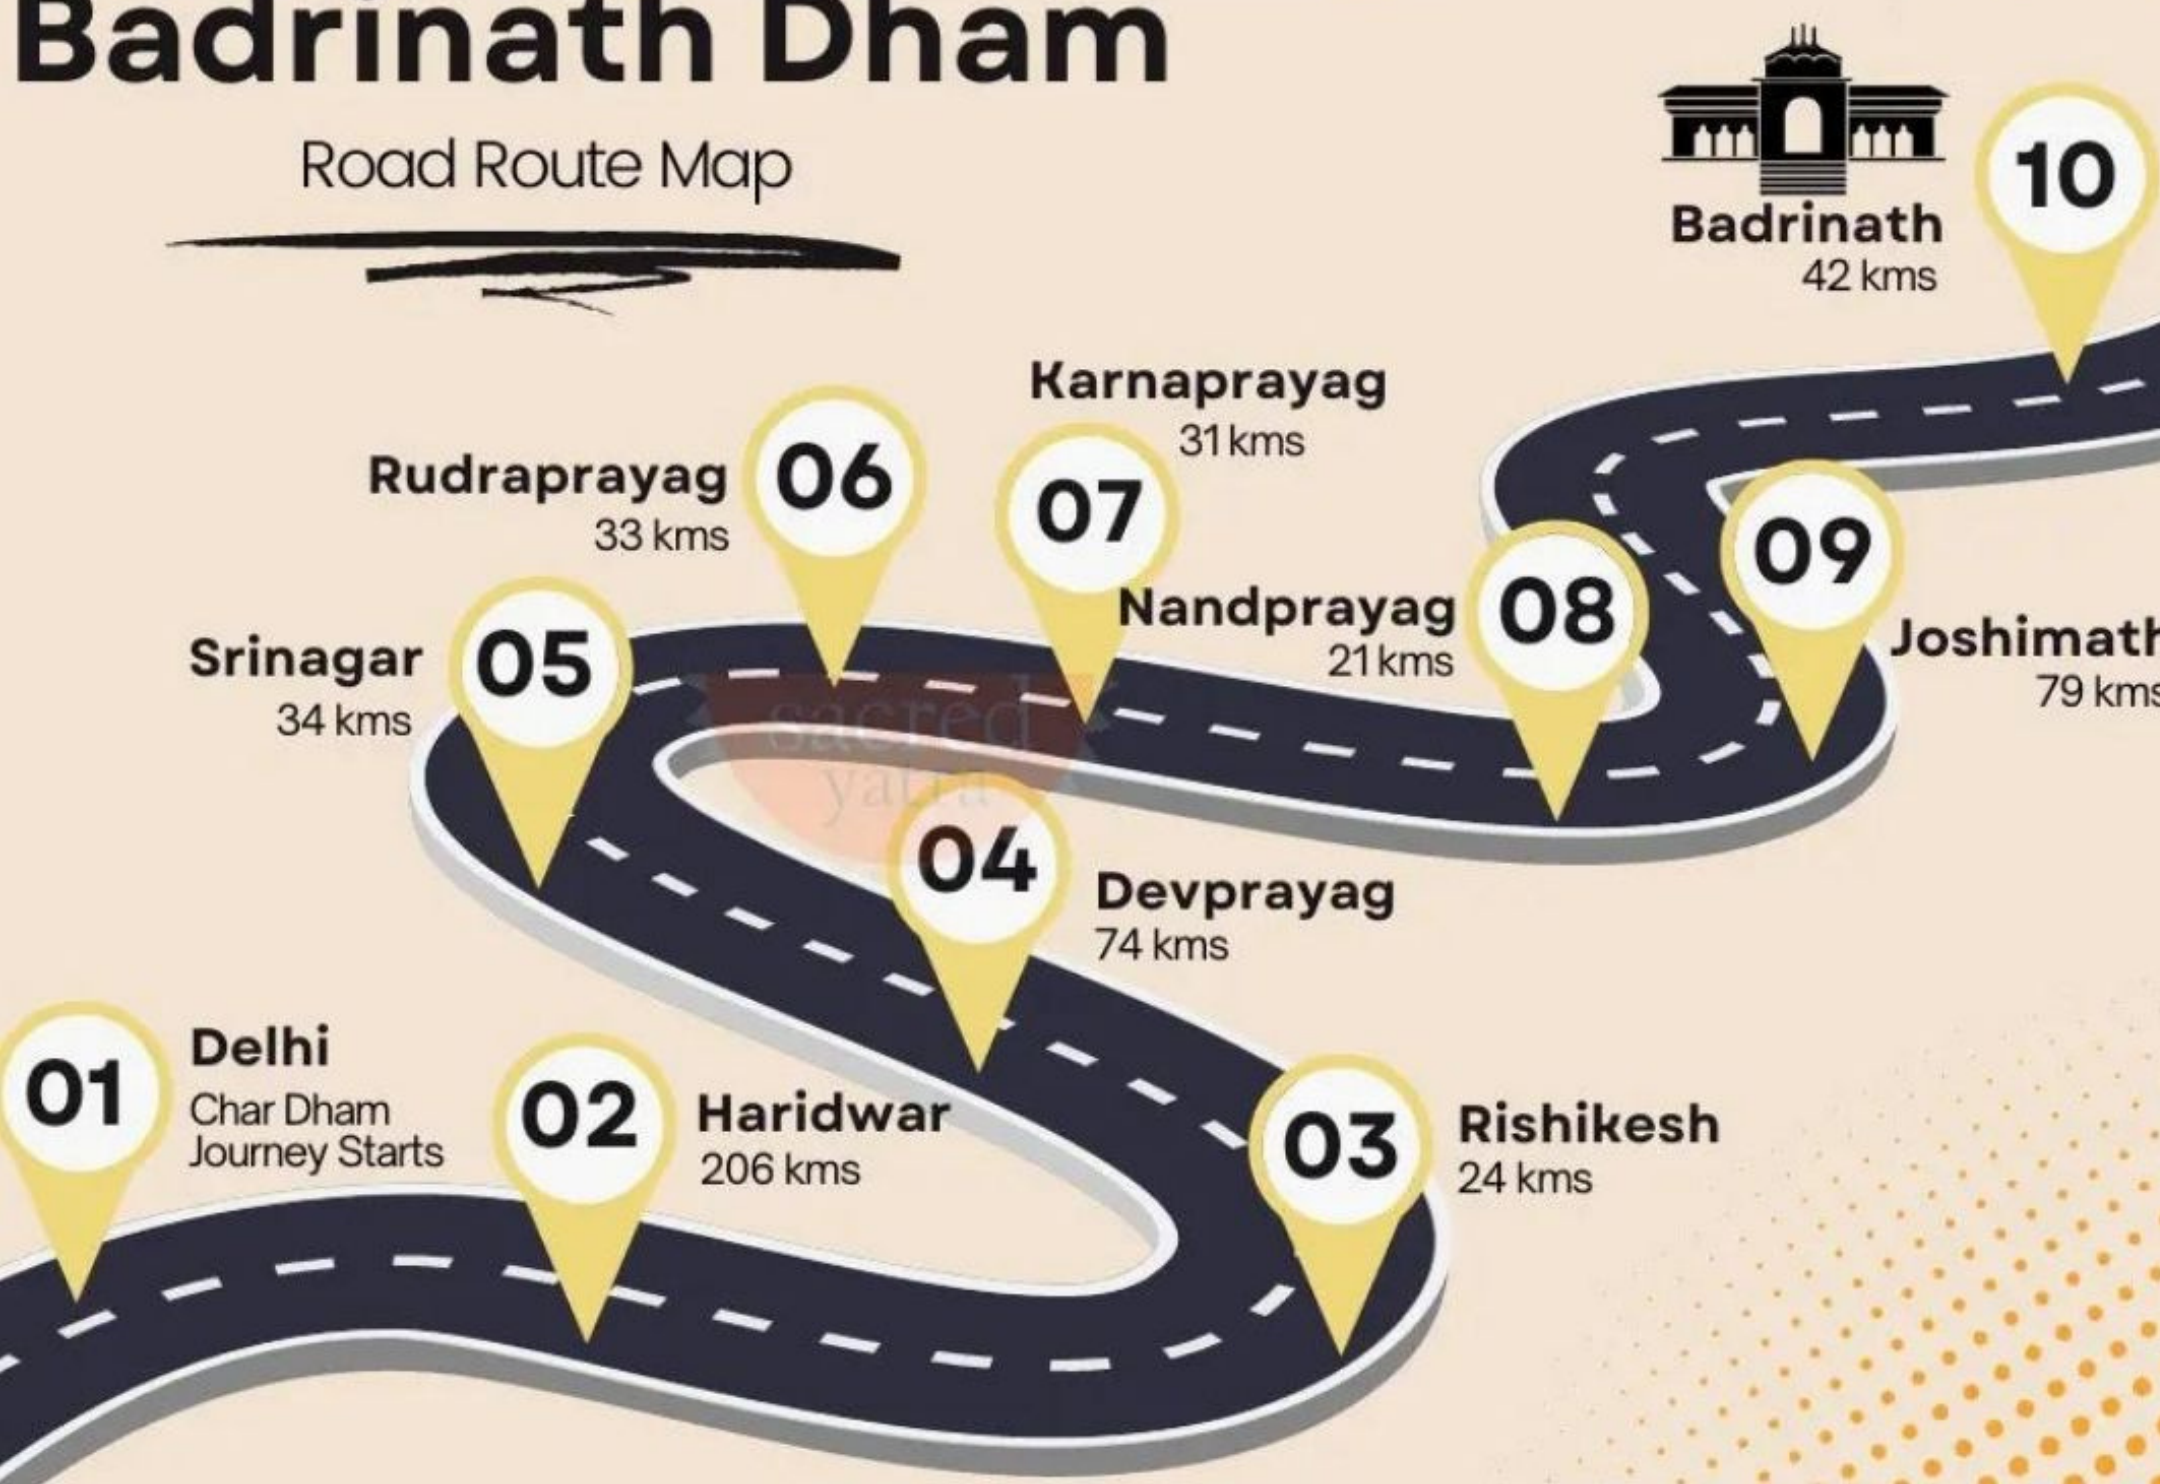 Badrinath Dham
Road Route Map
10
Badrinath
42 kms
Karnaprayag
31 kms
07
06
Rudraprayag
33 kms
09
Joshimath
79 kms
08
Nandprayag
21 kms
05
Srinagar
34 kms
sacred
yatra
04
Devprayag
74 kms
01
Delhi
Char Dham
Journey Starts
02
Haridwar
206 kms
03
Rishikesh
24 kms